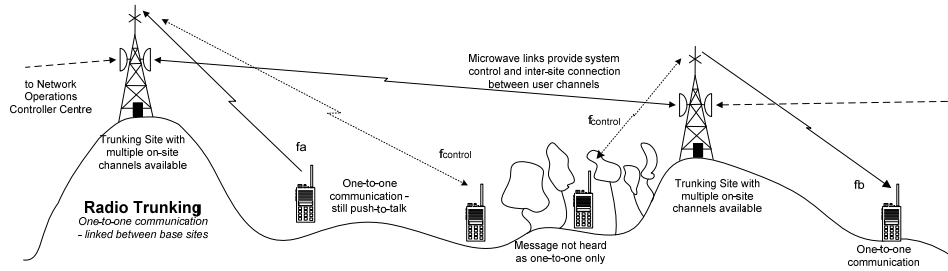 to Network
Operations
Controller Centre
Microwave links provide system
control and inter-site connection
between user channels
Trunking Site with
multiple on-site
channels available
fa
fcontrol
One-to-one
communication -
still push-to-talk
fcontrol
Radio Trunking
One-to-one communication
- linked between base sites
Message not heard
as one-to-one only
Trunking Site with
multiple on-site
channels available
fb
One-to-one
communication